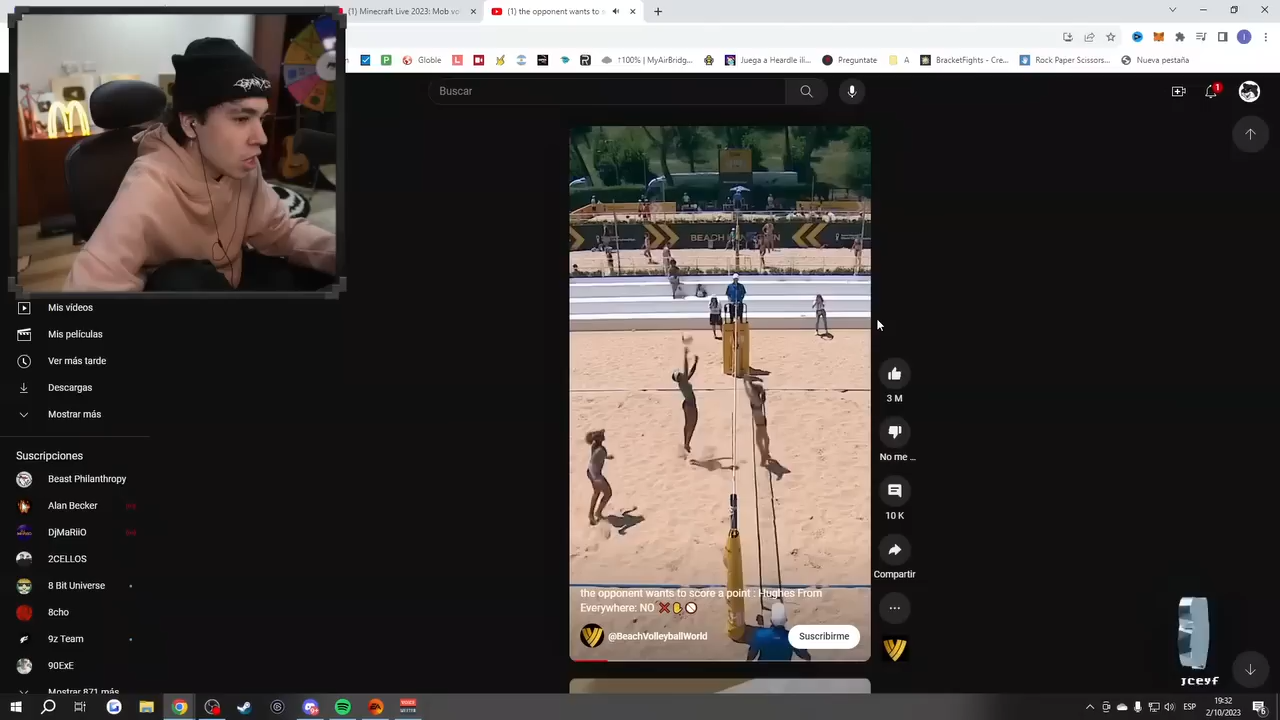 (1) Minecraft Live 2023: Mob vo
(1) the opponent wants to s
Globle
↑100% | MyAirBridg...
Juega a Heardle ili...
Preguntate
A
BracketFights - Cre...
Rock Paper Scissors...
Nueva pestaña
Buscar
1
Mis vídeos
Mis películas
Ver más tarde
Descargas
Mostrar más
Suscripciones
Beast Philanthropy
Alan Becker
DjMaRiiO
2CELLOS
8 Bit Universe
8cho
9z Team
90ExE
Mostrar 871 más
3 M
No me ...
10 K
Compartir
the opponent wants to score a point : Hughes From
Everywhere: NO ❌✋🚫
@BeachVolleyballWorld
Suscribirme
ESP
19:32
2/10/2023